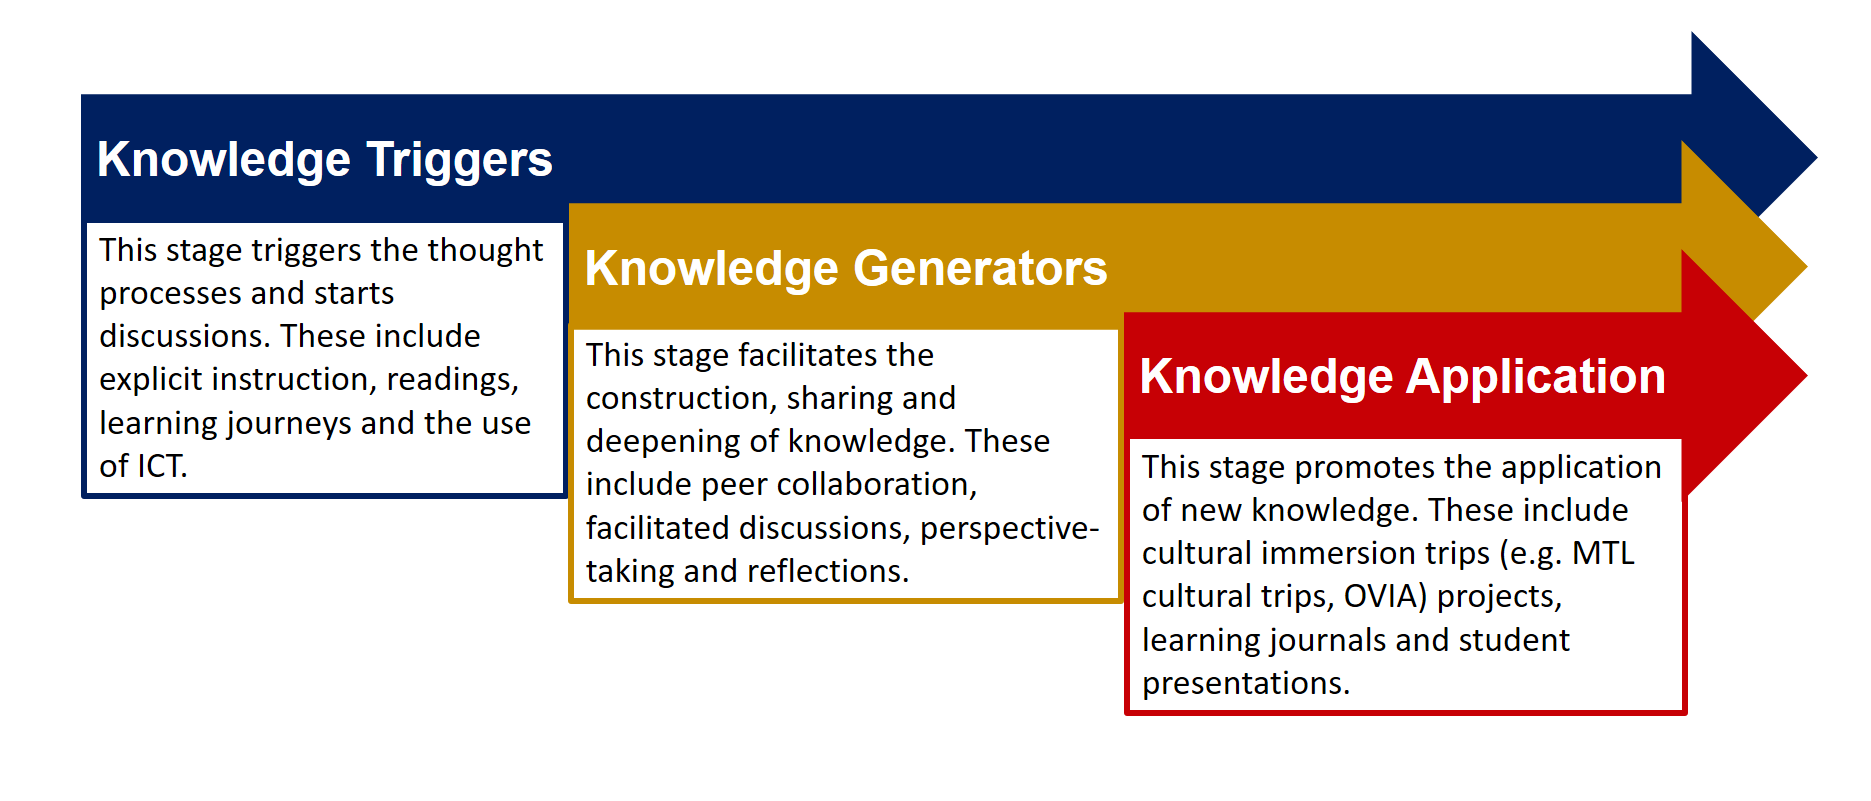 Knowledge Triggers
This stage triggers the thought
processes and starts
discussions. These include
explicit instruction, readings,
learning journeys and the use
of ICT.
Knowledge Generators
This stage facilitates the
construction, sharing and
deepening of knowledge. These
include peer collaboration,
facilitated discussions, perspective-
taking and reflections.
Knowledge Application
This stage promotes the application
of new knowledge. These include
cultural immersion trips (e.g. MTL
cultural trips, OVIA) projects,
learning journals and student
presentations.